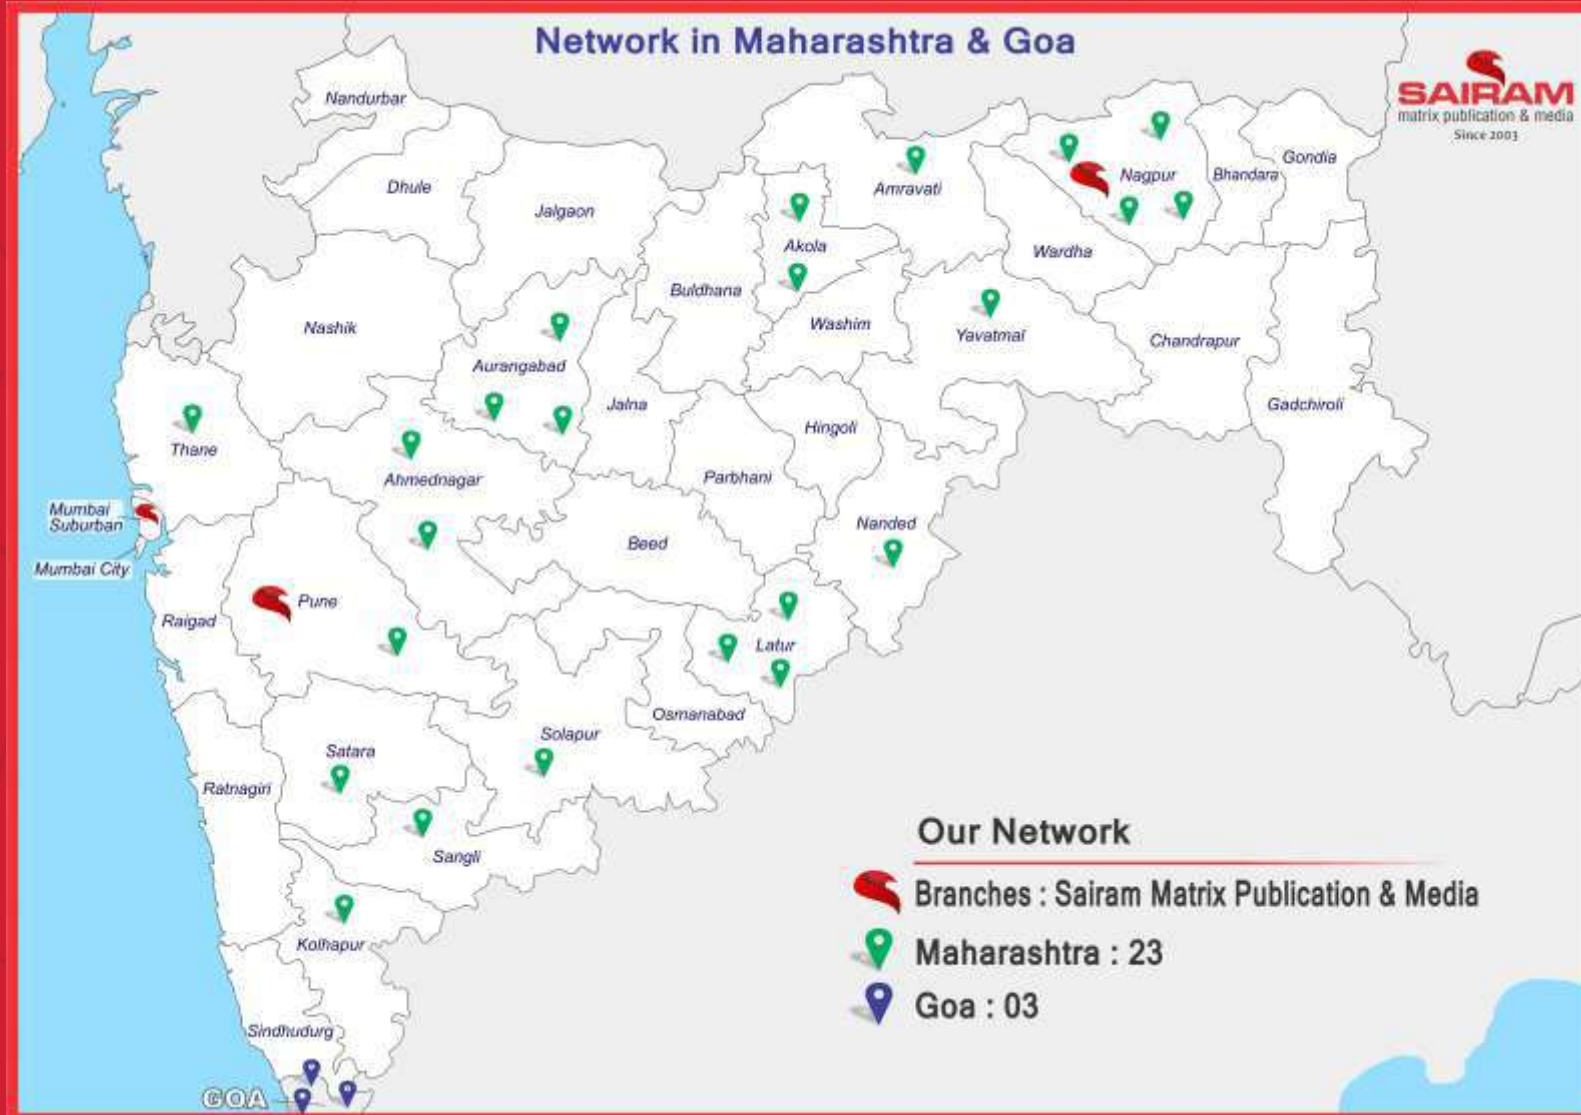 Network in Maharashtra & Goa
SAIRAM
matrix publication & media
Since 2003
Nandurbar
Dhule
Jalgaon
Amravati
Nagpur
Bhandara
Gondia
Akola
Wardha
Buldhana
Washim
Yavatmal
Chandrapur
Nashik
Aurangabad
Jalna
Hingoli
Gadchiroli
Thane
Ahmednagar
Parbhani
Mumbai
Suburban
Nanded
Beed
Mumbai City
Pune
Raigad
Latur
Osmanabad
Solapur
Satara
Ratnagiri
Sangli
Kolhapur
Sindhudurg
GOA
Our Network
Branches : Sairam Matrix Publication & Media
Maharashtra : 23
Goa : 03